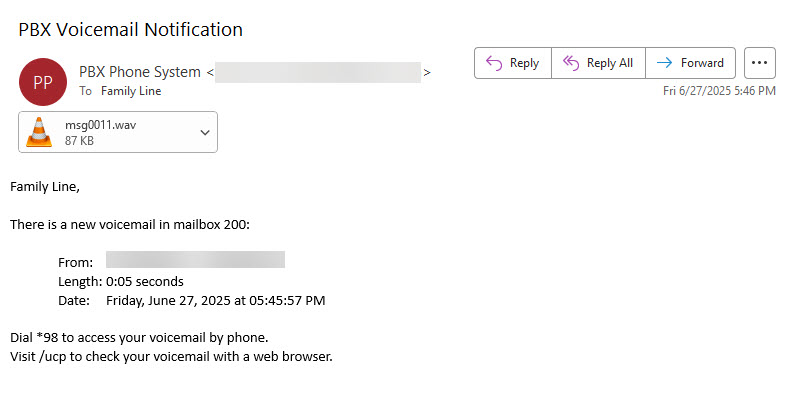 PBX Voicemail Notification
PP
PBX Phone System < >
Reply
Reply All
Forward
To Family Line
Fri 6/27/2025 5:46 PM
msg0011.wav
87 KB
Family Line,
There is a new voicemail in mailbox 200:
From:
Length: 0:05 seconds
Date: Friday, June 27, 2025 at 05:45:57 PM
Dial *98 to access your voicemail by phone.
Visit /ucp to check your voicemail with a web browser.